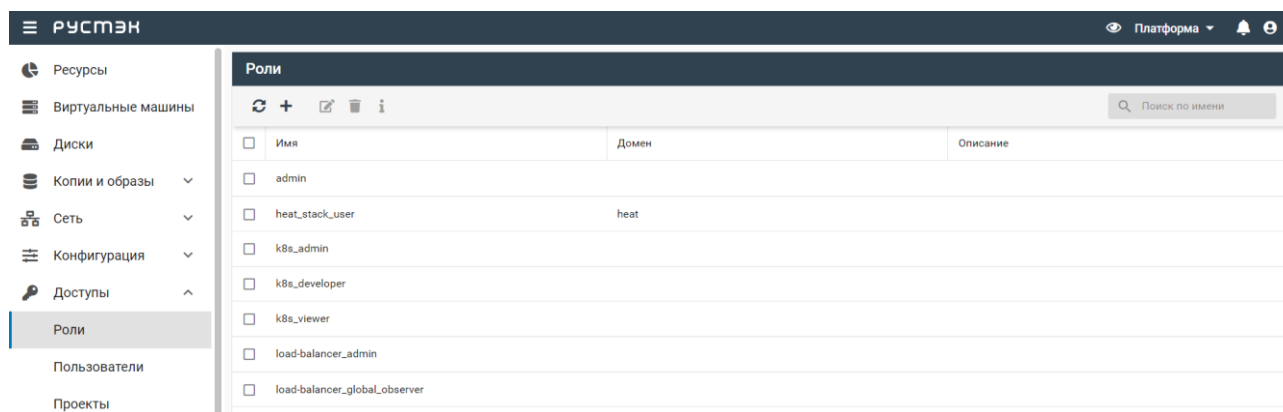 РУСТЭК
Платформа
Ресурсы
Виртуальные машины
Диски
Копии и образы
Сеть
Конфигурация
Доступы
Роли
Пользователи
Проекты
Роли
Поиск по имени
Имя Домен Описание
admin
heat_stack_user heat
k8s_admin
k8s_developer
k8s_viewer
load-balancer_admin
load-balancer_global_observer